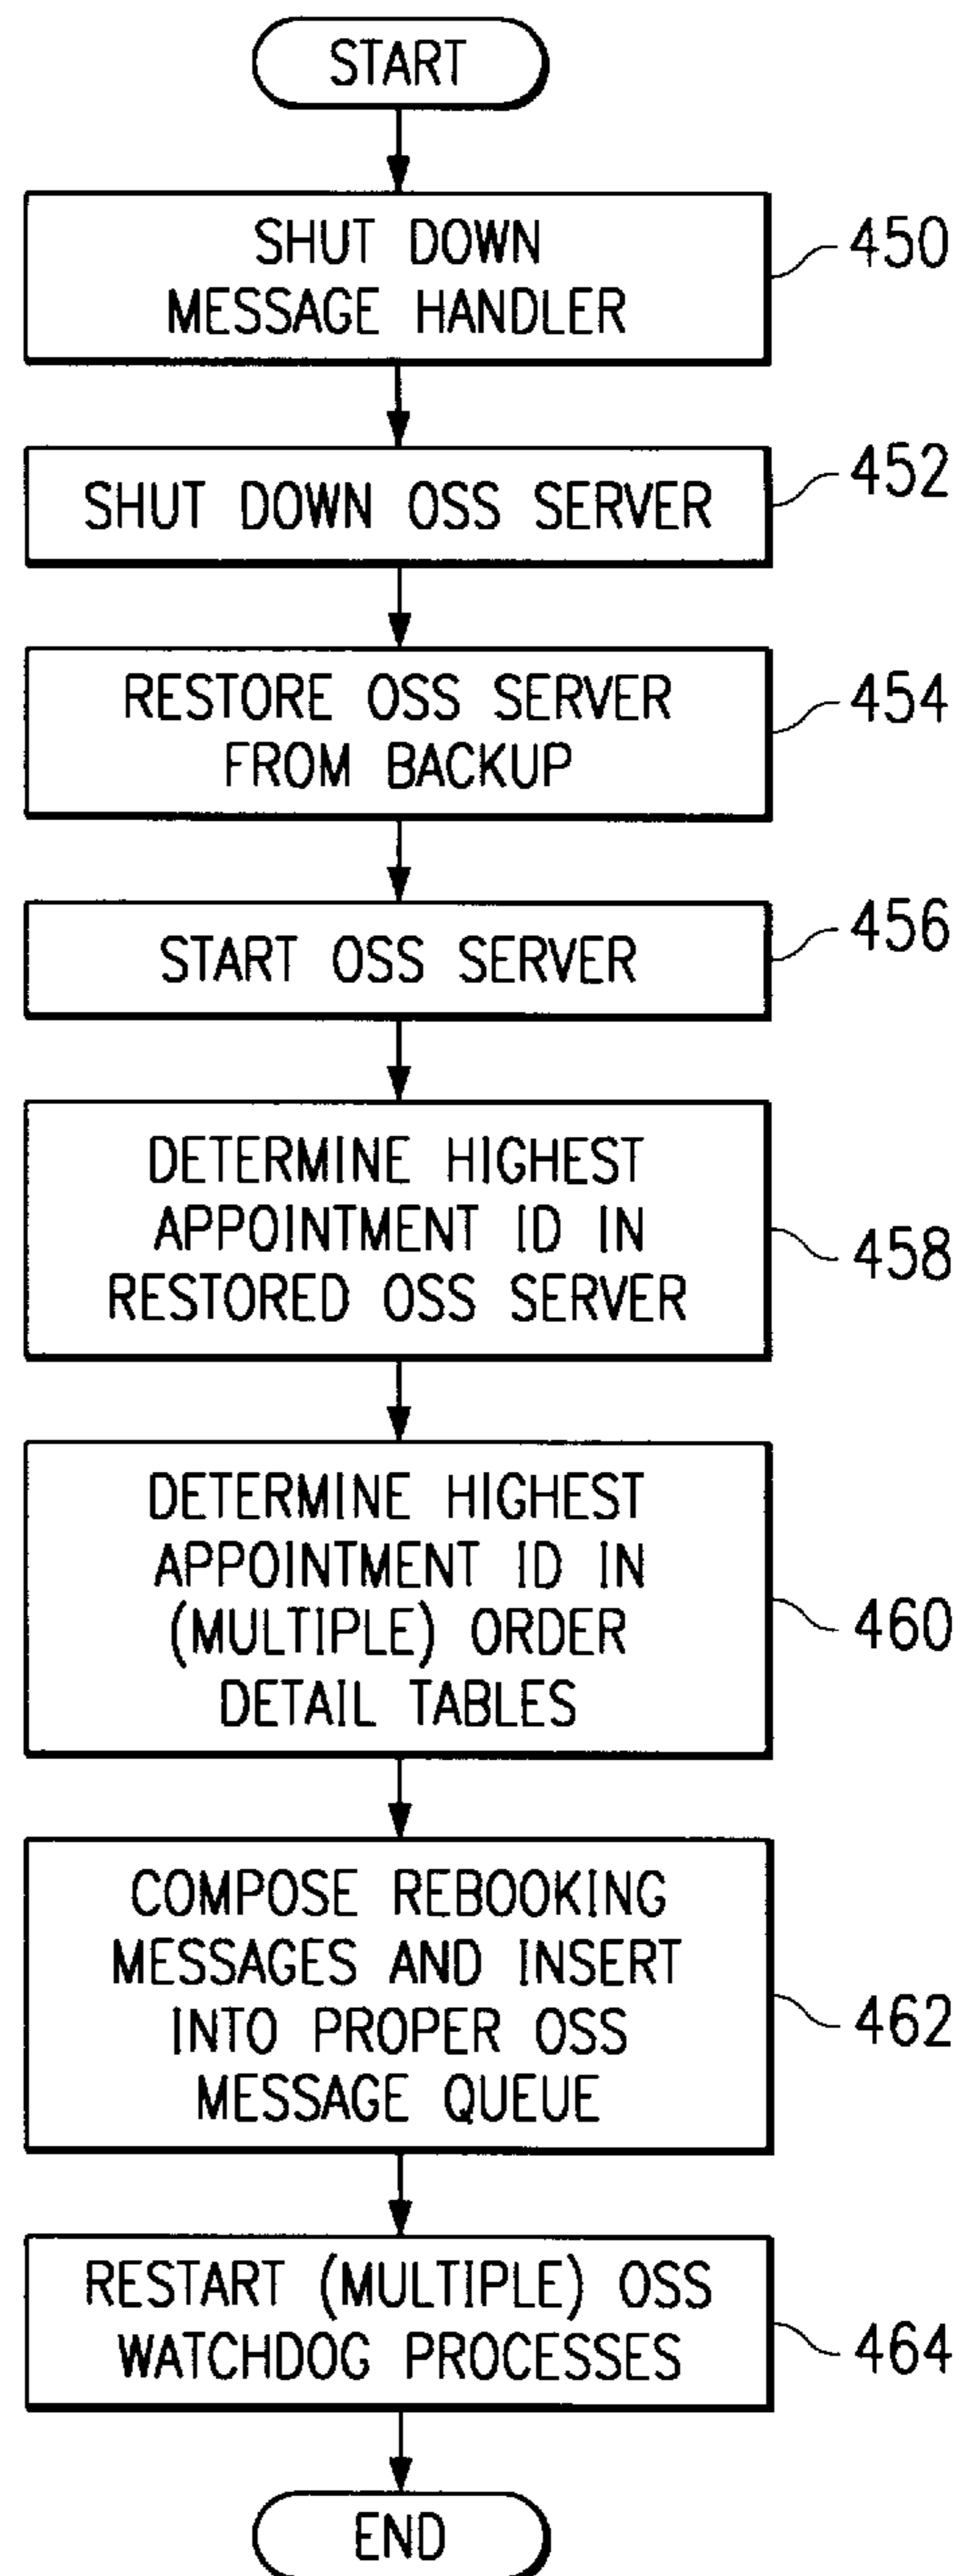 START
SHUT DOWN
MESSAGE HANDLER
450
SHUT DOWN OSS SERVER
452
RESTORE OSS SERVER
FROM BACKUP
454
START OSS SERVER
456
DETERMINE HIGHEST
APPOINTMENT ID IN
RESTORED OSS SERVER
458
DETERMINE HIGHEST
APPOINTMENT ID IN
(MULTIPLE) ORDER
DETAIL TABLES
460
COMPOSE REBOOKING
MESSAGES AND INSERT
INTO PROPER OSS
MESSAGE QUEUE
462
RESTART (MULTIPLE) OSS
WATCHDOG PROCESSES
464
END